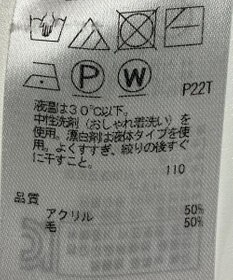 P W P22T
液温は30℃以下。
中性洗剤(おしゃれ着洗い)を
使用。漂白剤は液体タイプを使
用。よくすすぎ、絞りの後すぐ
に干すこと。
110
品質
アクリル 50%
毛 50%